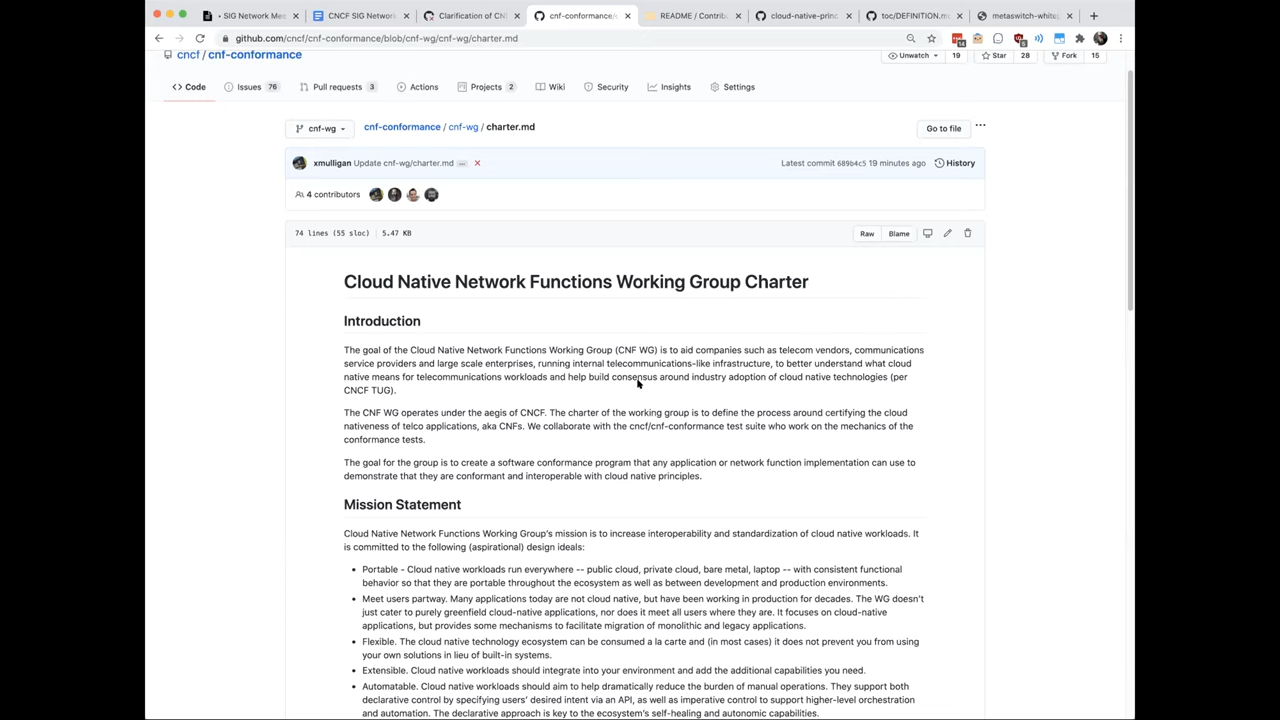 SIG Network Mee
CNCF SIG Network
Clarification of CN
cnf-conformance/c
README / Contrib
cloud-native-princ
toc/DEFINITION.m
metaswitch-white
github.com/cncf/cnf-conformance/blob/cnf-wg/cnf-wg/charter.md
cncf / cnf-conformance
Unwatch 19
Star 28
Fork 15
Code
Issues 76
Pull requests 3
Actions
Projects 2
Wiki
Security
Insights
Settings
cnf-wg
cnf-conformance / cnf-wg / charter.md
Go to file
xmulligan Update cnf-wg/charter.md
Latest commit 689b4c5 19 minutes ago
History
4 contributors
74 lines (55 sloc) | 5.47 KB
Raw
Blame
Cloud Native Network Functions Working Group Charter
Introduction
The goal of the Cloud Native Network Functions Working Group (CNF WG) is to aid companies such as telecom vendors, communications
service providers and large scale enterprises, running internal telecommunications-like infrastructure, to better understand what cloud
native means for telecommunications workloads and help build consensus around industry adoption of cloud native technologies (per
CNCF TUG).
The CNF WG operates under the aegis of CNCF. The charter of the working group is to define the process around certifying the cloud
nativeness of telco applications, aka CNFs. We collaborate with the cncf/cnf-conformance test suite who work on the mechanics of the
conformance tests.
The goal for the group is to create a software conformance program that any application or network function implementation can use to
demonstrate that they are conformant and interoperable with cloud native principles.
Mission Statement
Cloud Native Network Functions Working Group's mission is to increase interoperability and standardization of cloud native workloads. It
is committed to the following (aspirational) design ideals:
• Portable - Cloud native workloads run everywhere -- public cloud, private cloud, bare metal, laptop -- with consistent functional
behavior so that they are portable throughout the ecosystem as well as between development and production environments.
• Meet users partway. Many applications today are not cloud native, but have been working in production for decades. The WG doesn't
just cater to purely greenfield cloud-native applications, nor does it meet all users where they are. It focuses on cloud-native
applications, but provides some mechanisms to facilitate migration of monolithic and legacy applications.
• Flexible. The cloud native technology ecosystem can be consumed a la carte and (in most cases) it does not prevent you from using
your own solutions in lieu of built-in systems.
• Extensible. Cloud native workloads should integrate into your environment and add the additional capabilities you need.
• Automatable. Cloud native workloads should aim to help dramatically reduce the burden of manual operations. They support both
declarative control by specifying users' desired intent via an API, as well as imperative control to support higher-level orchestration
and automation. The declarative approach is key to the ecosystem's self-healing and autonomic capabilities.